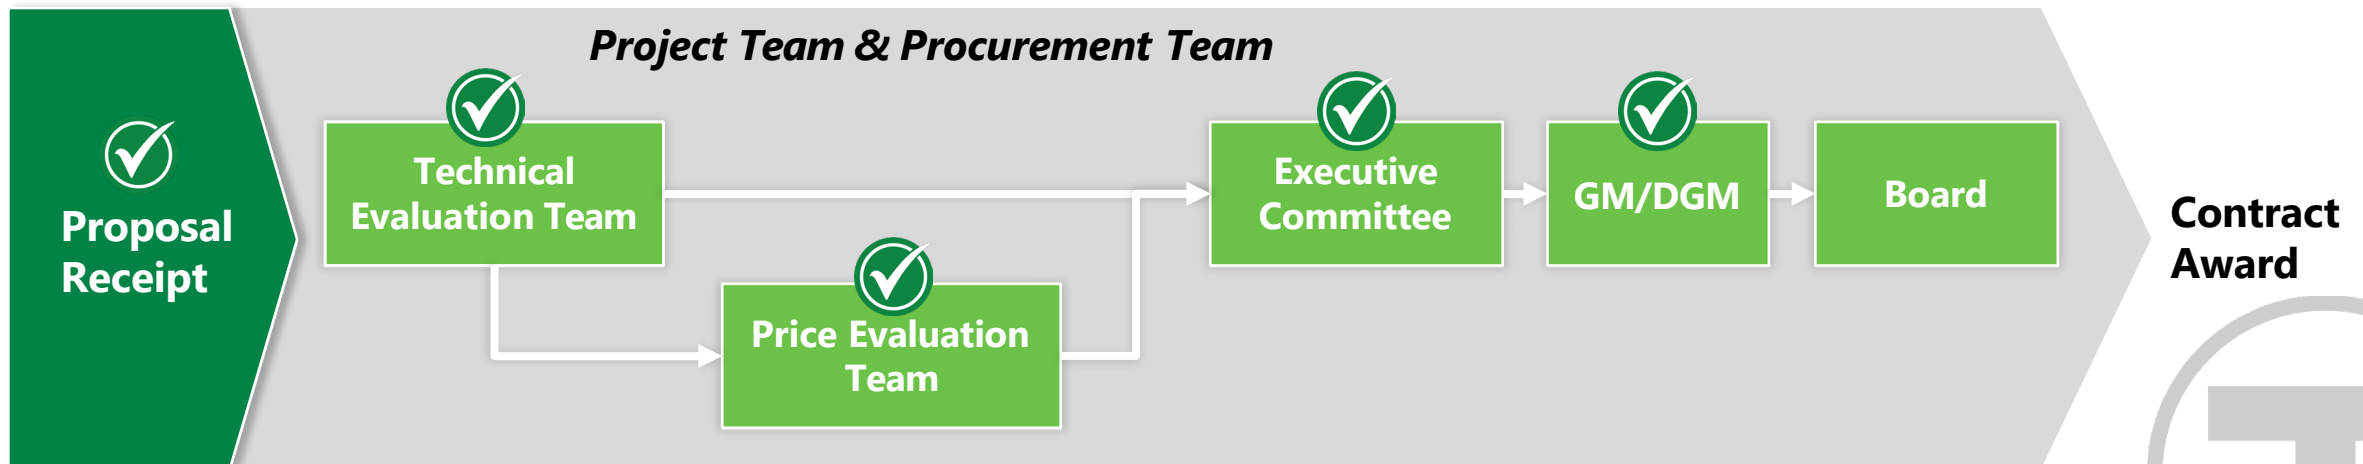 Project Team & Procurement Team
Proposal
Receipt
Technical
Evaluation Team
Price Evaluation
Team
Executive
Committee
GM/DGM
Board
Contract
Award